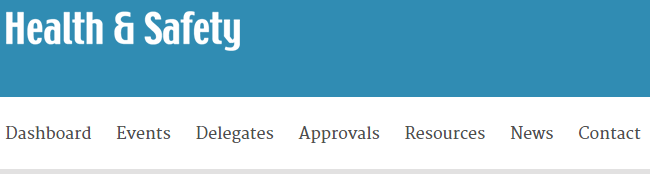 Health & Safety
Dashboard Events Delegates Approvals Resources News Contact